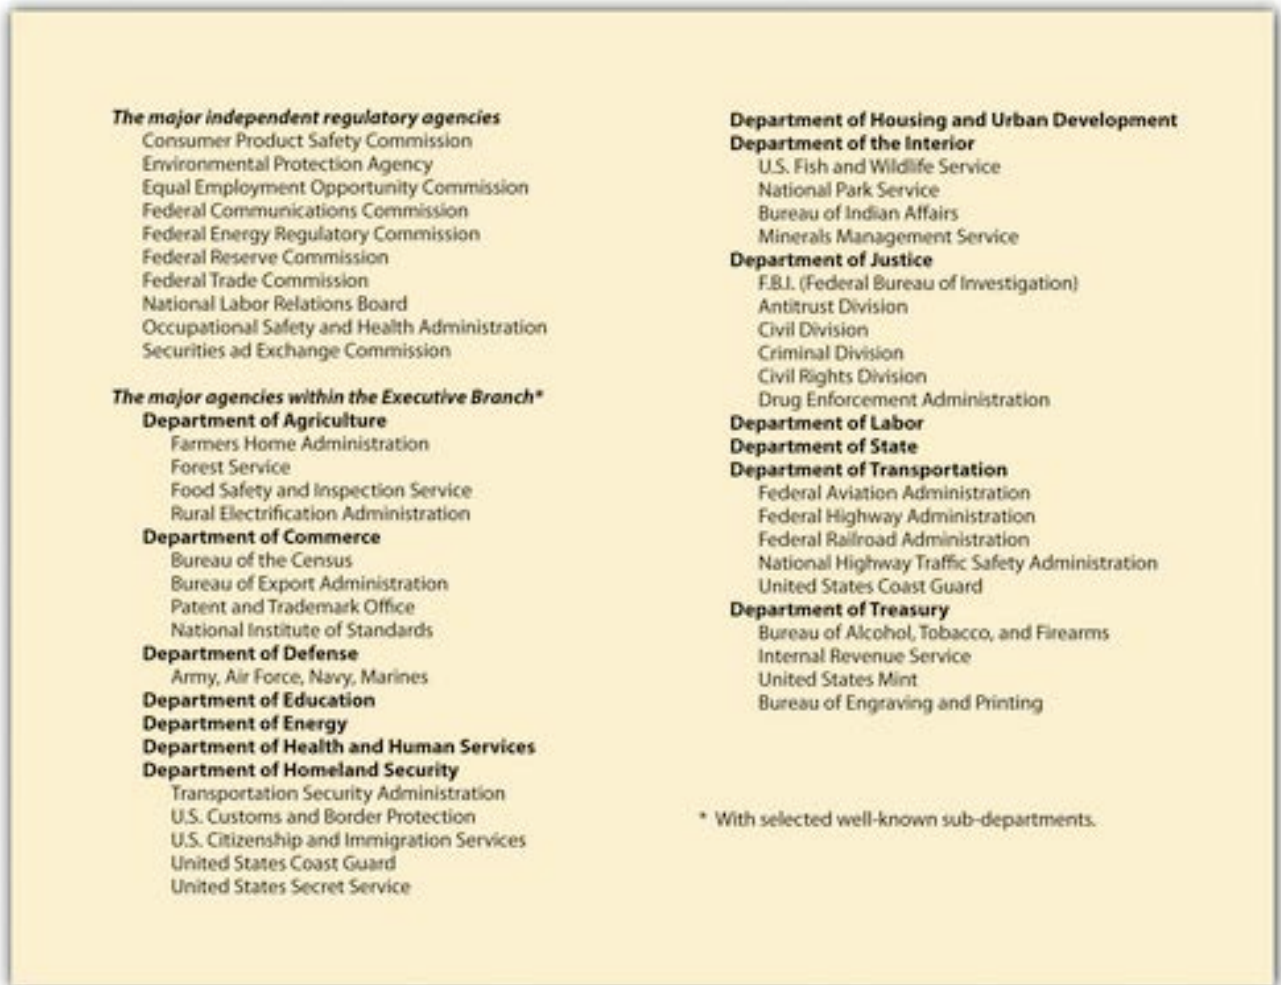 The major independent regulatory agencies
Consumer Product Safety Commission
Environmental Protection Agency
Equal Employment Opportunity Commission
Federal Communications Commission
Federal Energy Regulatory Commission
Federal Reserve Commission
Federal Trade Commission
National Labor Relations Board
Occupational Safety and Health Administration
Securities ad Exchange Commission
The major agencies within the Executive Branch*
Department of Agriculture
Farmers Home Administration
Forest Service
Food Safety and Inspection Service
Rural Electrification Administration
Department of Commerce
Bureau of the Census
Bureau of Export Administration
Patent and Trademark Office
National Institute of Standards
Department of Defense
Army, Air Force, Navy, Marines
Department of Education
Department of Energy
Department of Health and Human Services
Department of Homeland Security
Transportation Security Administration
U.S. Customs and Border Protection
U.S. Citizenship and Immigration Services
United States Coast Guard
United States Secret Service
Department of Housing and Urban Development
Department of the Interior
U.S. Fish and Wildlife Service
National Park Service
Bureau of Indian Affairs
Minerals Management Service
Department of Justice
F.B.I. (Federal Bureau of Investigation)
Antitrust Division
Civil Division
Criminal Division
Civil Rights Division
Drug Enforcement Administration
Department of Labor
Department of State
Department of Transportation
Federal Aviation Administration
Federal Highway Administration
Federal Railroad Administration
National Highway Traffic Safety Administration
United States Coast Guard
Department of Treasury
Bureau of Alcohol, Tobacco, and Firearms
Internal Revenue Service
United States Mint
Bureau of Engraving and Printing
* With selected well-known sub-departments.